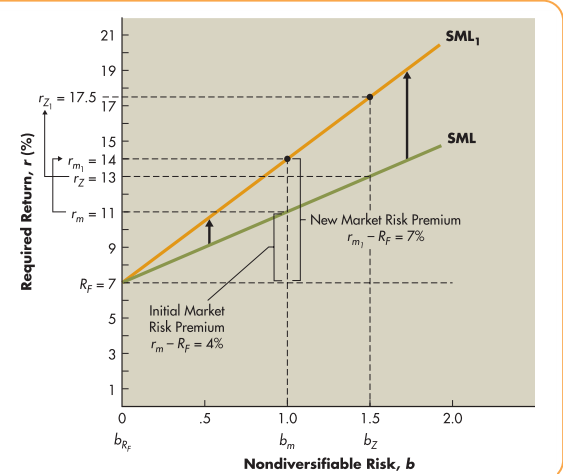 SML₁
21
19
r_Z₁ = 17.5
17
15
SML
r_m₁ = 14
r_Z = 13
r_m = 11
New Market Risk Premium
r_m₁ – R_F = 7%
9
R_F = 7
Initial Market
Risk Premium
r_m – R_F = 4%
5
3
1
0 .5 1.0 1.5 2.0
b_R_F b_m b_Z
Nondiversifiable Risk, b
Required Return, r (%)